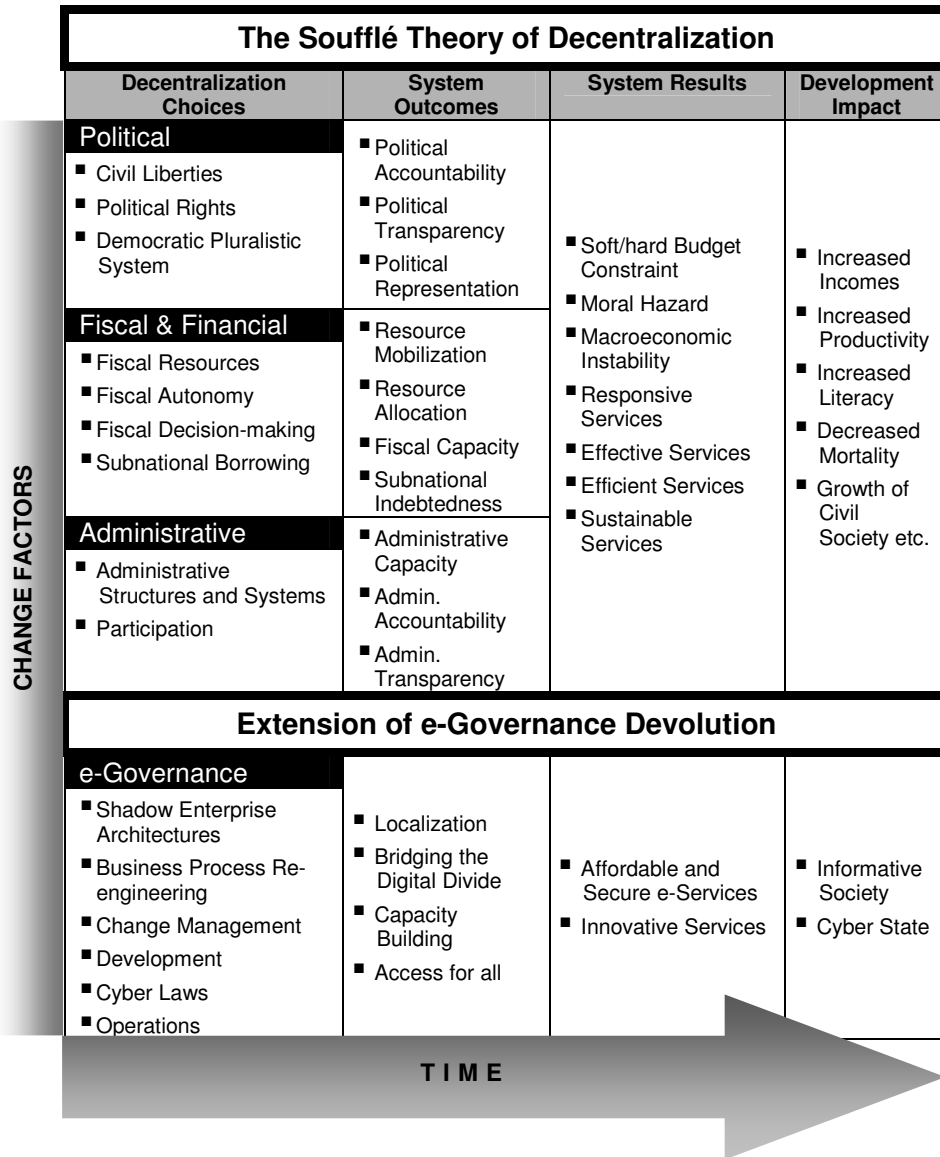 The Soufflé Theory of Decentralization
Decentralization
Choices
System
Outcomes
System Results
Development
Impact
Political
■ Civil Liberties
■ Political Rights
■ Democratic Pluralistic
System
■ Political
Accountability
■ Political
Transparency
■ Political
Representation
Fiscal & Financial
■ Fiscal Resources
■ Fiscal Autonomy
■ Fiscal Decision-making
■ Subnational Borrowing
■ Resource
Mobilization
■ Resource
Allocation
■ Fiscal Capacity
■ Subnational
Indebtedness
Administrative
■ Administrative
Structures and Systems
■ Participation
■ Administrative
Capacity
■ Admin.
Accountability
■ Admin.
Transparency
■ Soft/hard Budget
Constraint
■ Moral Hazard
■ Macroeconomic
Instability
■ Responsive
Services
■ Effective Services
■ Efficient Services
■ Sustainable
Services
■ Increased
Incomes
■ Increased
Productivity
■ Increased
Literacy
■ Decreased
Mortality
■ Growth of
Civil
Society etc.
CHANGE FACTORS
Extension of e-Governance Devolution
e-Governance
■ Shadow Enterprise
Architectures
■ Business Process Re-
engineering
■ Change Management
■ Development
■ Cyber Laws
■ Operations
■ Localization
■ Bridging the
Digital Divide
■ Capacity
Building
■ Access for all
■ Affordable and
Secure e-Services
■ Innovative Services
■ Informative
Society
■ Cyber State
T I M E